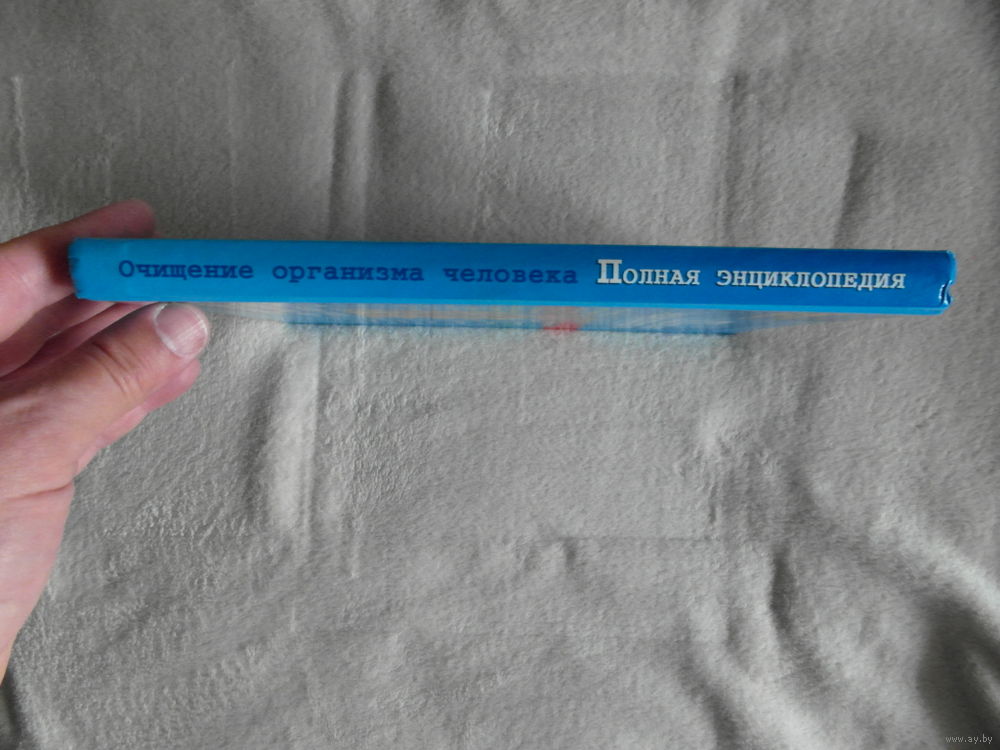 Очищение организма человека Полная энциклопедия
www.ay.by